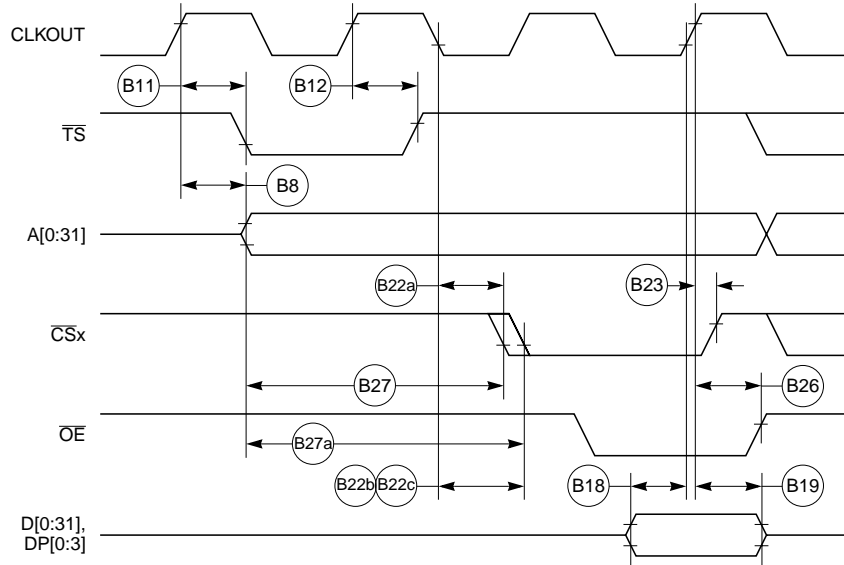 CLKOUT
B11
B12
TS
B8
A[0:31]
B22a
B23
CSx
B27
B26
OE
B27a
B22b
B22c
B18
B19
D[0:31],
DP[0:3]